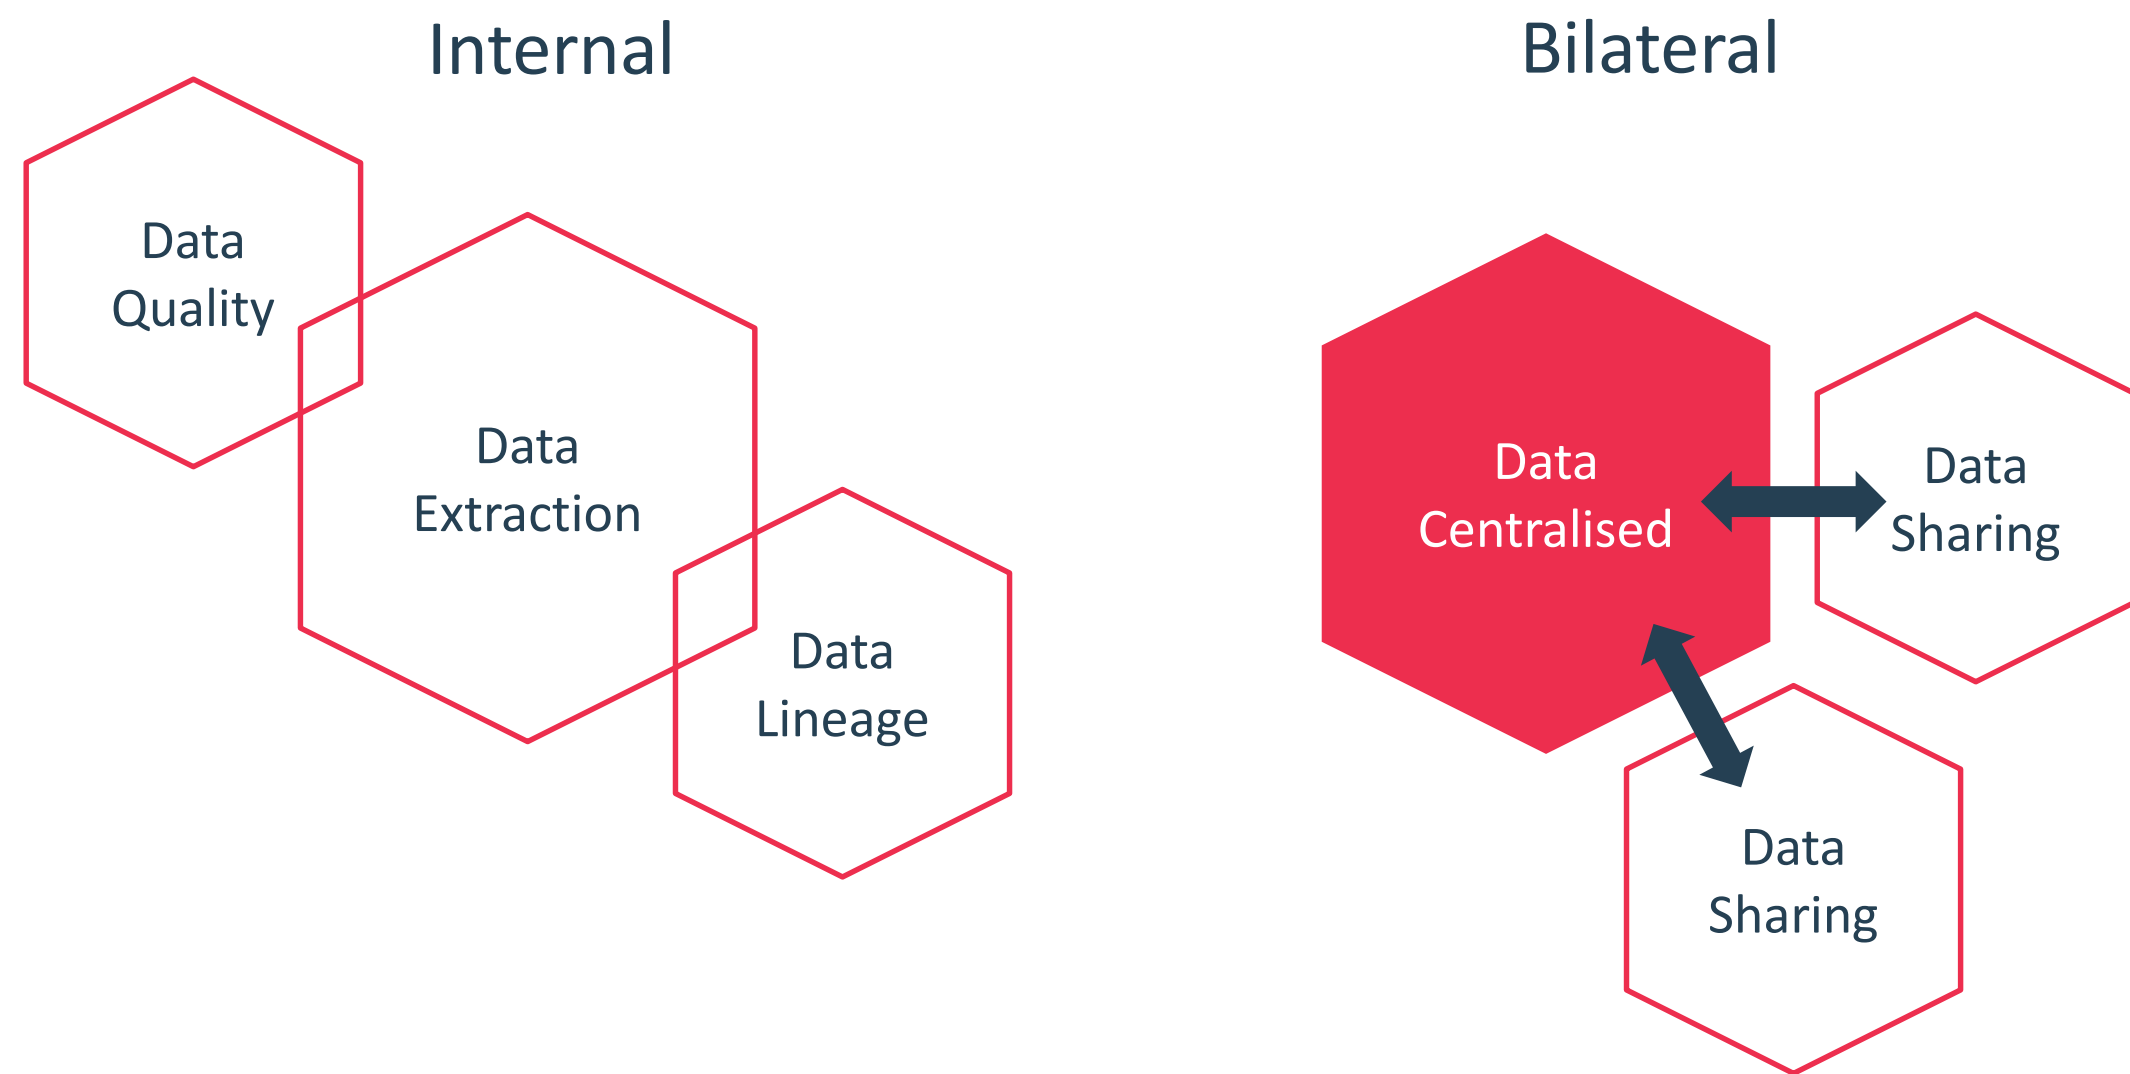 Internal
Data
Quality
Data
Extraction
Data
Lineage
Bilateral
Data
Centralised
Data
Sharing
Data
Sharing